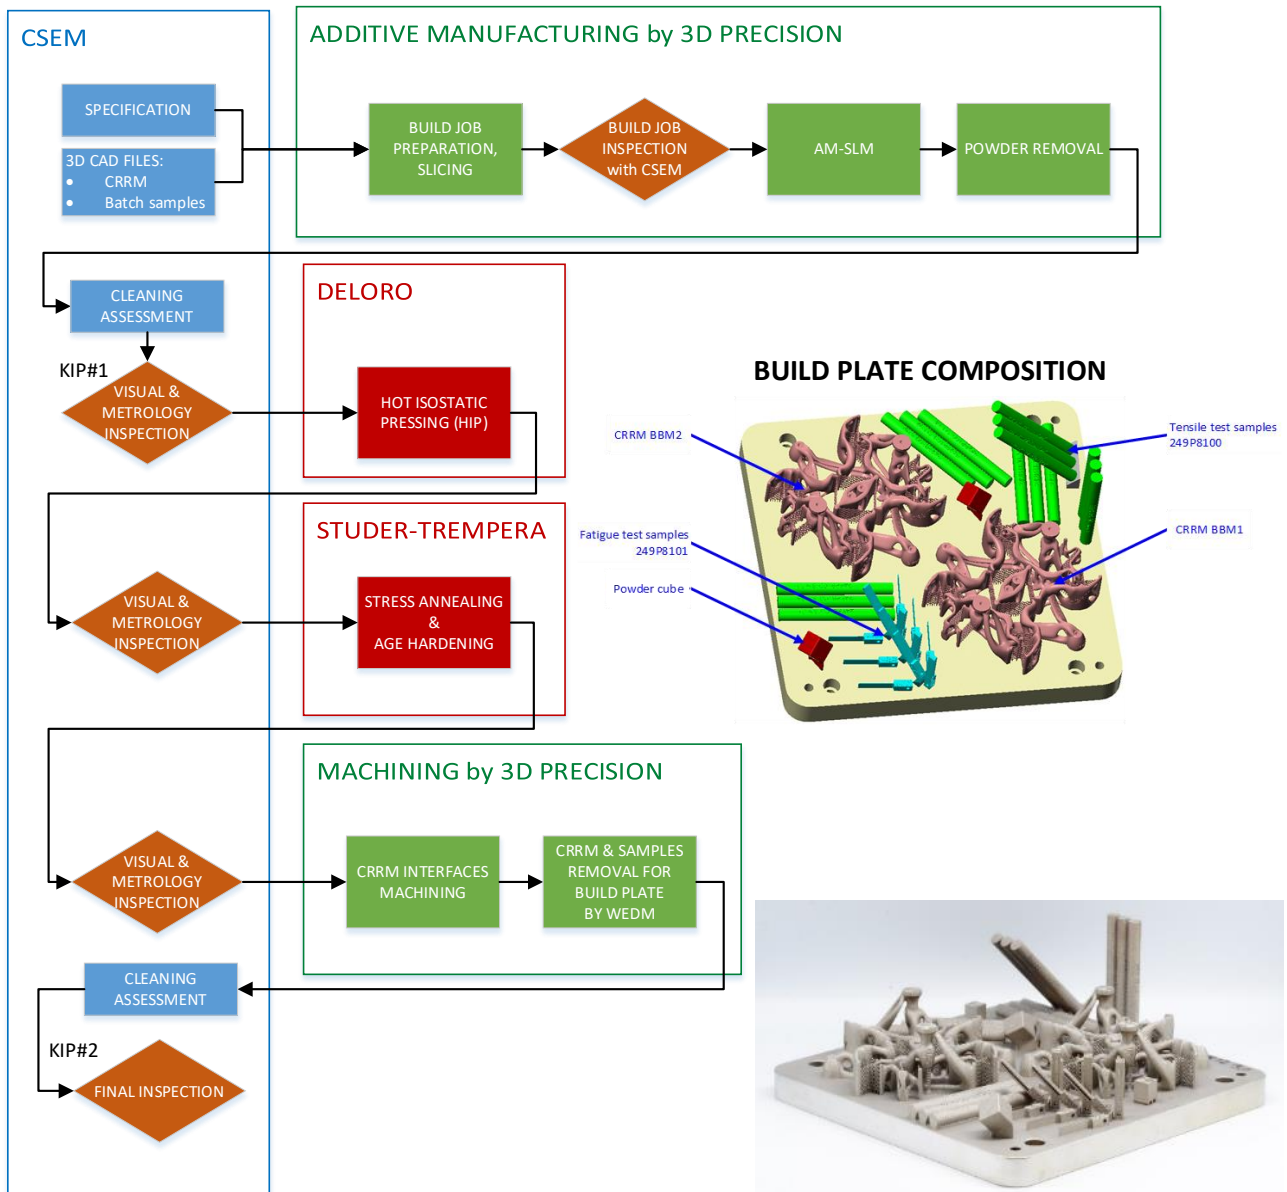 CSEM
ADDITIVE MANUFACTURING by 3D PRECISION
SPECIFICATION
3D CAD FILES:
• CRRM
• Batch samples
BUILD JOB
PREPARATION,
SLICING
BUILD JOB
INSPECTION
with CSEM
AM-SLM
POWDER REMOVAL
CLEANING
ASSESSMENT
KIP#1
VISUAL &
METROLOGY
INSPECTION
DELORO
HOT ISOSTATIC
PRESSING (HIP)
BUILD PLATE COMPOSITION
CRRM BBM2
Tensile test samples
249P8100
Fatigue test samples
249P8101
CRRM BBM1
Powder cube
STUDER-TREMPERA
VISUAL &
METROLOGY
INSPECTION
STRESS ANNEALING
&
AGE HARDENING
MACHINING by 3D PRECISION
VISUAL &
METROLOGY
INSPECTION
CRRM INTERFACES
MACHINING
CRRM & SAMPLES
REMOVAL FOR
BUILD PLATE
BY WEDM
CLEANING
ASSESSMENT
KIP#2
FINAL INSPECTION